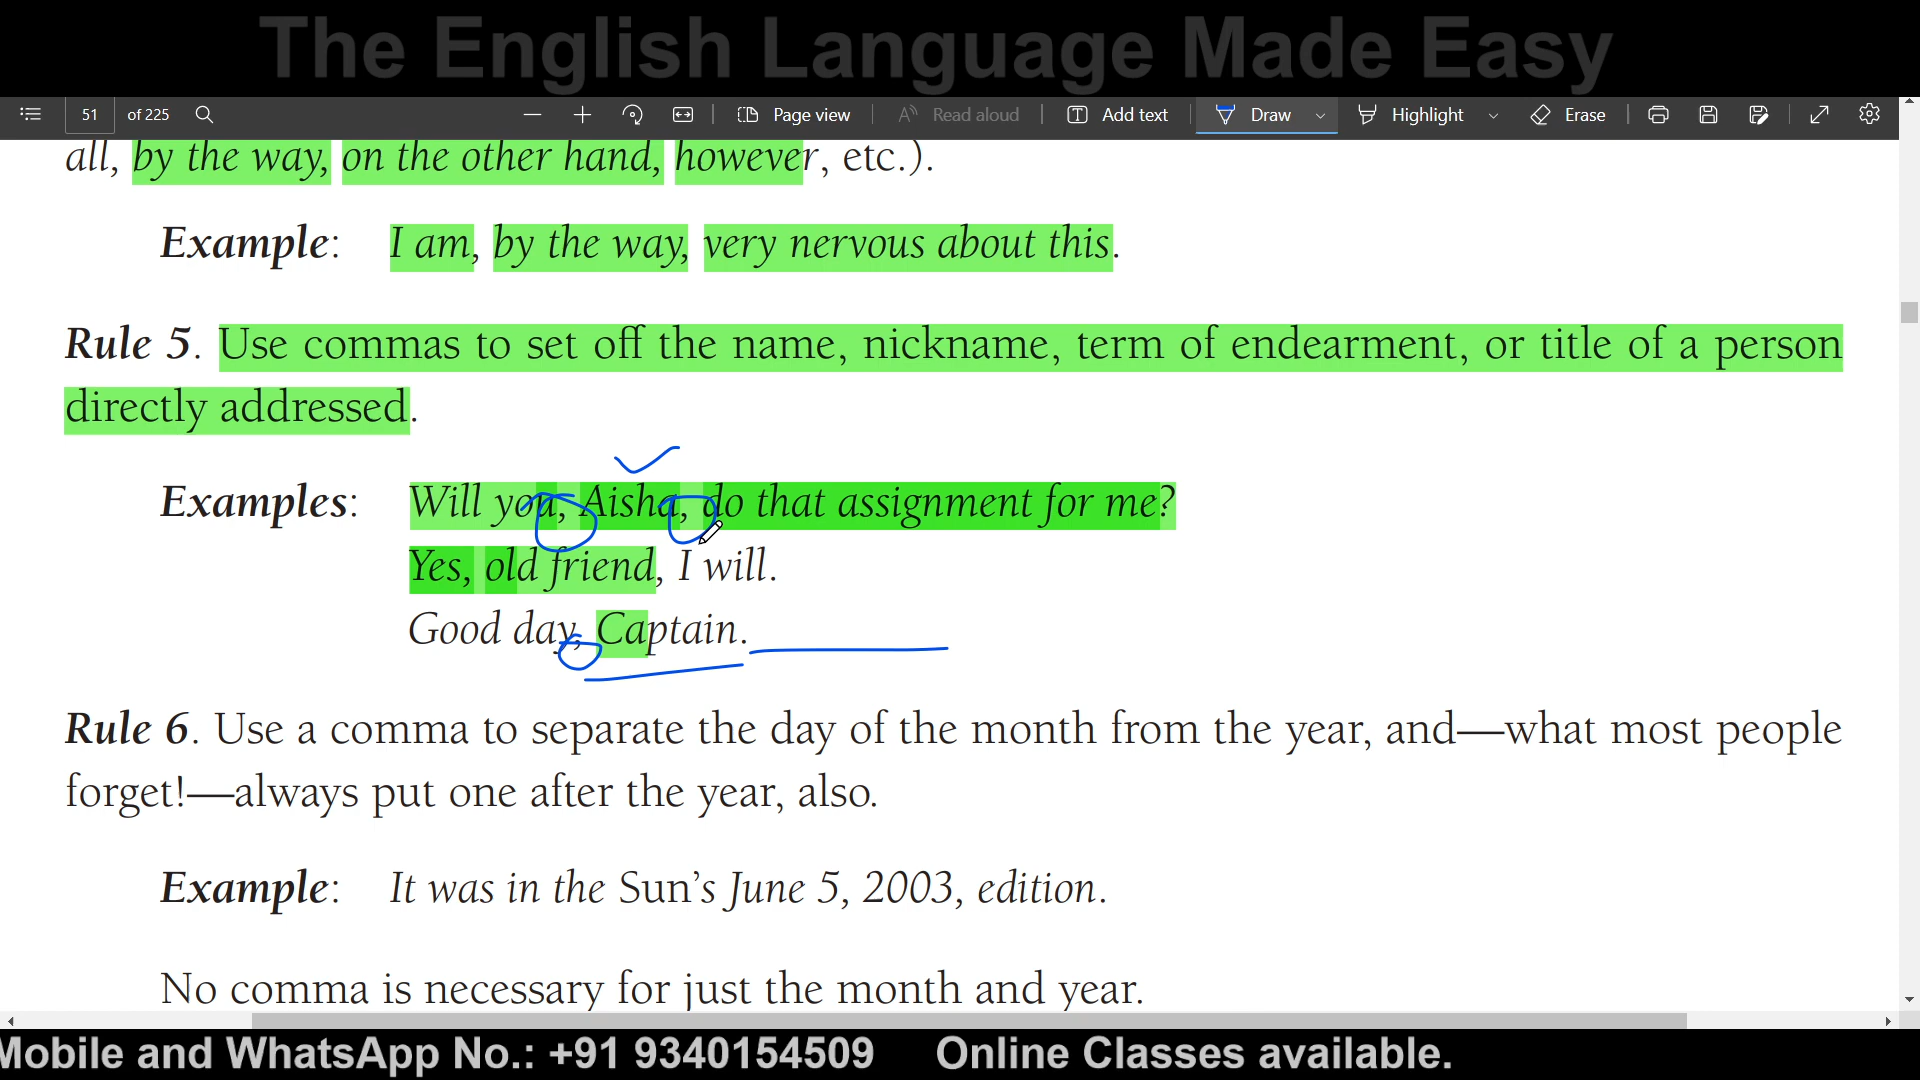 The English Language Made Easy
51 of 225 Page view Read aloud Add text Draw Highlight Erase
all, by the way, on the other hand, however, etc.).
Example: I am, by the way, very nervous about this.
Rule 5. Use commas to set off the name, nickname, term of endearment, or title of a person
directly addressed.
Examples: Will you, Aisha, do that assignment for me?
Yes, old friend, I will.
Good day, Captain.
Rule 6. Use a comma to separate the day of the month from the year, and—what most people
forget!—always put one after the year, also.
Example: It was in the Sun’s June 5, 2003, edition.
No comma is necessary for just the month and year.
Mobile and WhatsApp No.: +91 9340154509 Online Classes available.